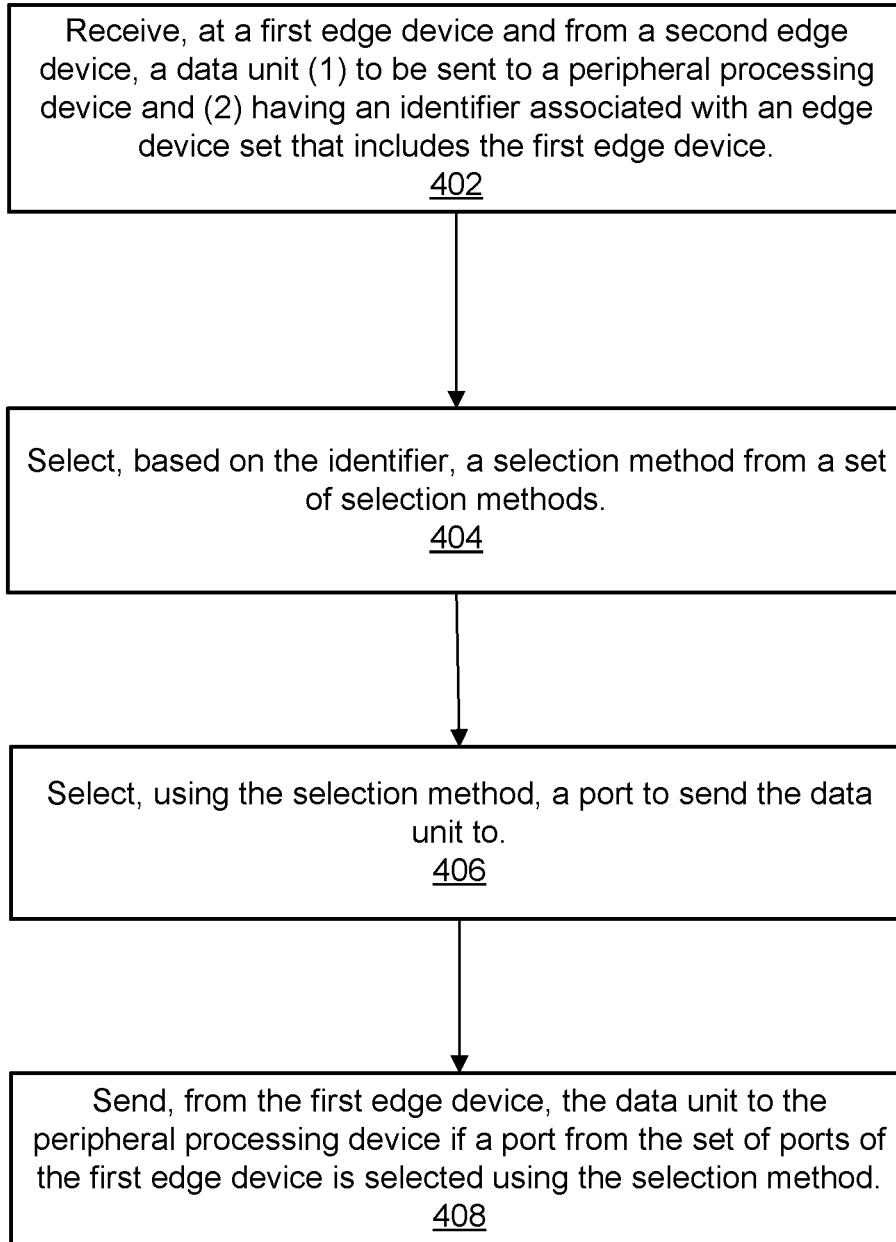 Receive, at a first edge device and from a second edge
device, a data unit (1) to be sent to a peripheral processing
device and (2) having an identifier associated with an edge
device set that includes the first edge device.
402
Select, based on the identifier, a selection method from a set
of selection methods.
404
Select, using the selection method, a port to send the data
unit to.
406
Send, from the first edge device, the data unit to the
peripheral processing device if a port from the set of ports of
the first edge device is selected using the selection method.
408